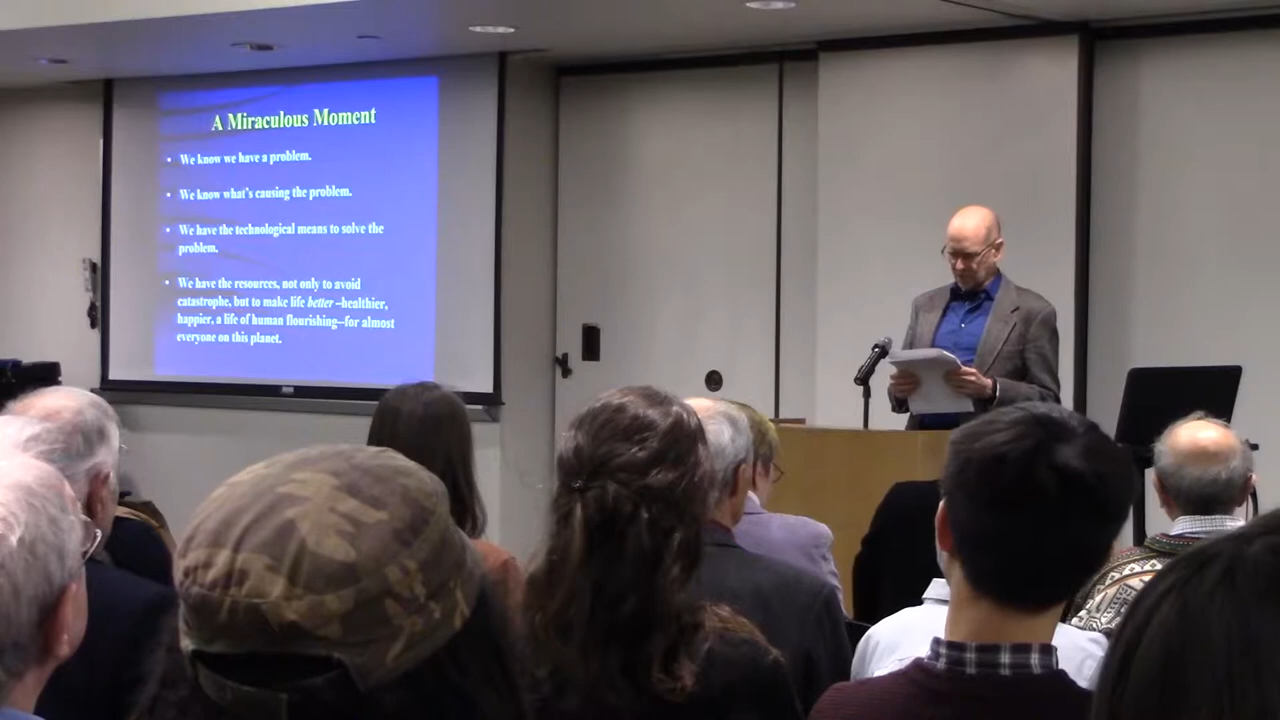 A Miraculous Moment
• We know we have a problem.
• We know what's causing the problem.
• We have the technological means to solve the
problem.
• We have the resources, not only to avoid
catastrophe, but to make life better –healthier,
happier, a life of human flourishing–for almost
everyone on this planet.